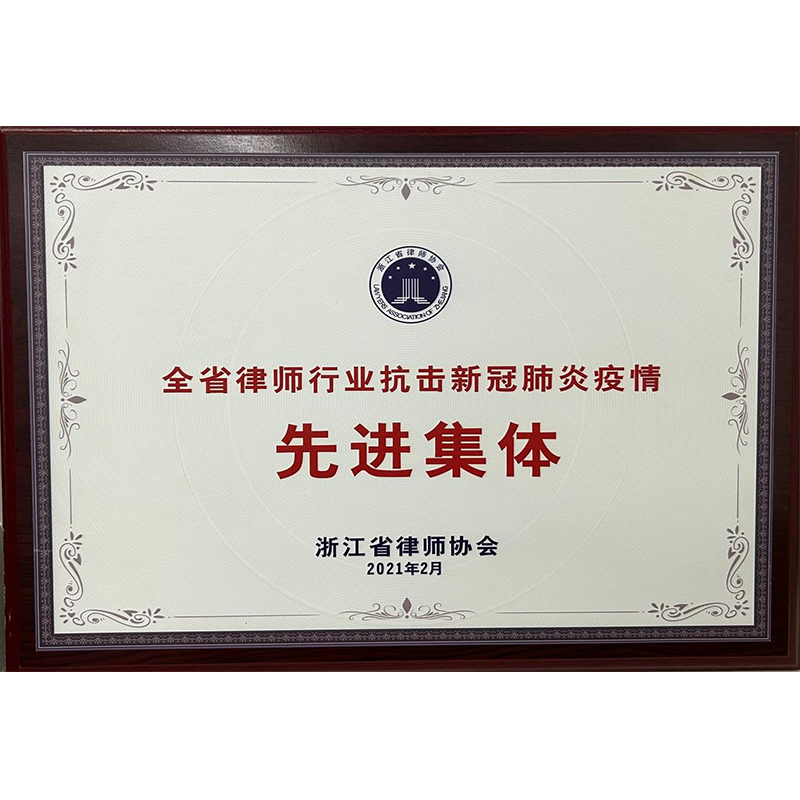 浙江省律师协会
LAWYERS ASSOCIATION OF ZHEJIANG
全省律师行业抗击新冠肺炎疫情
先进集体
浙江省律师协会
2021年2月